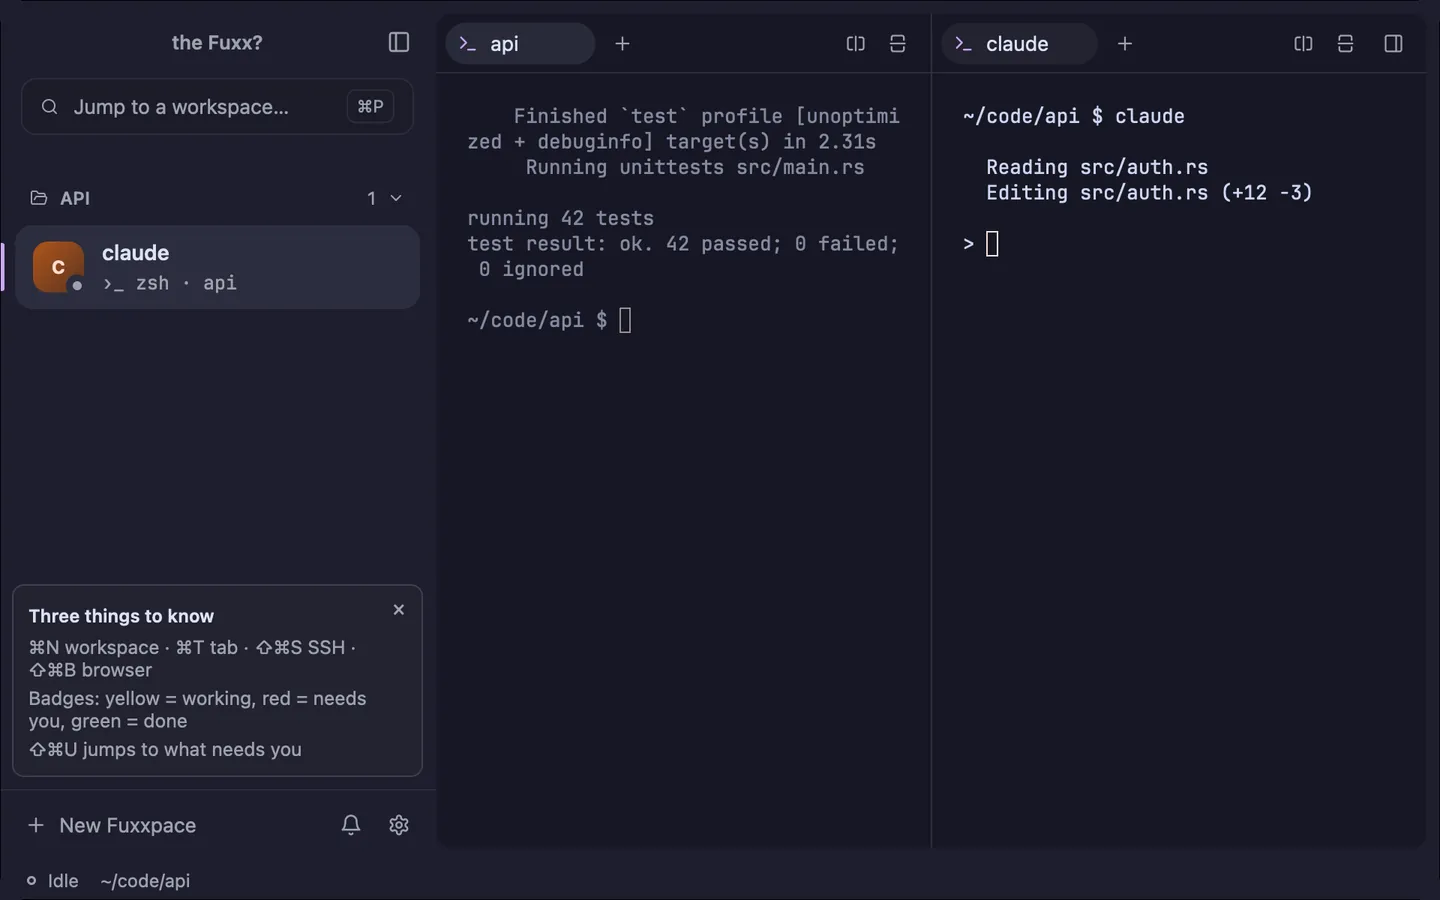 the Fuxx?
Jump to a workspace... ⌘P
API 1
C
claude
›_ zsh · api
Three things to know ×
⌘N workspace · ⌘T tab · ⇧⌘S SSH ·
⇧⌘B browser
Badges: yellow = working, red = needs
you, green = done
⇧⌘U jumps to what needs you
+ New Fuxxpace
Idle ~/code/api
>_ api +
Finished `test` profile [unoptimi
zed + debuginfo] target(s) in 2.31s
Running unittests src/main.rs
running 42 tests
test result: ok. 42 passed; 0 failed;
0 ignored
~/code/api $
>_ claude +
~/code/api $ claude
Reading src/auth.rs
Editing src/auth.rs (+12 -3)
>